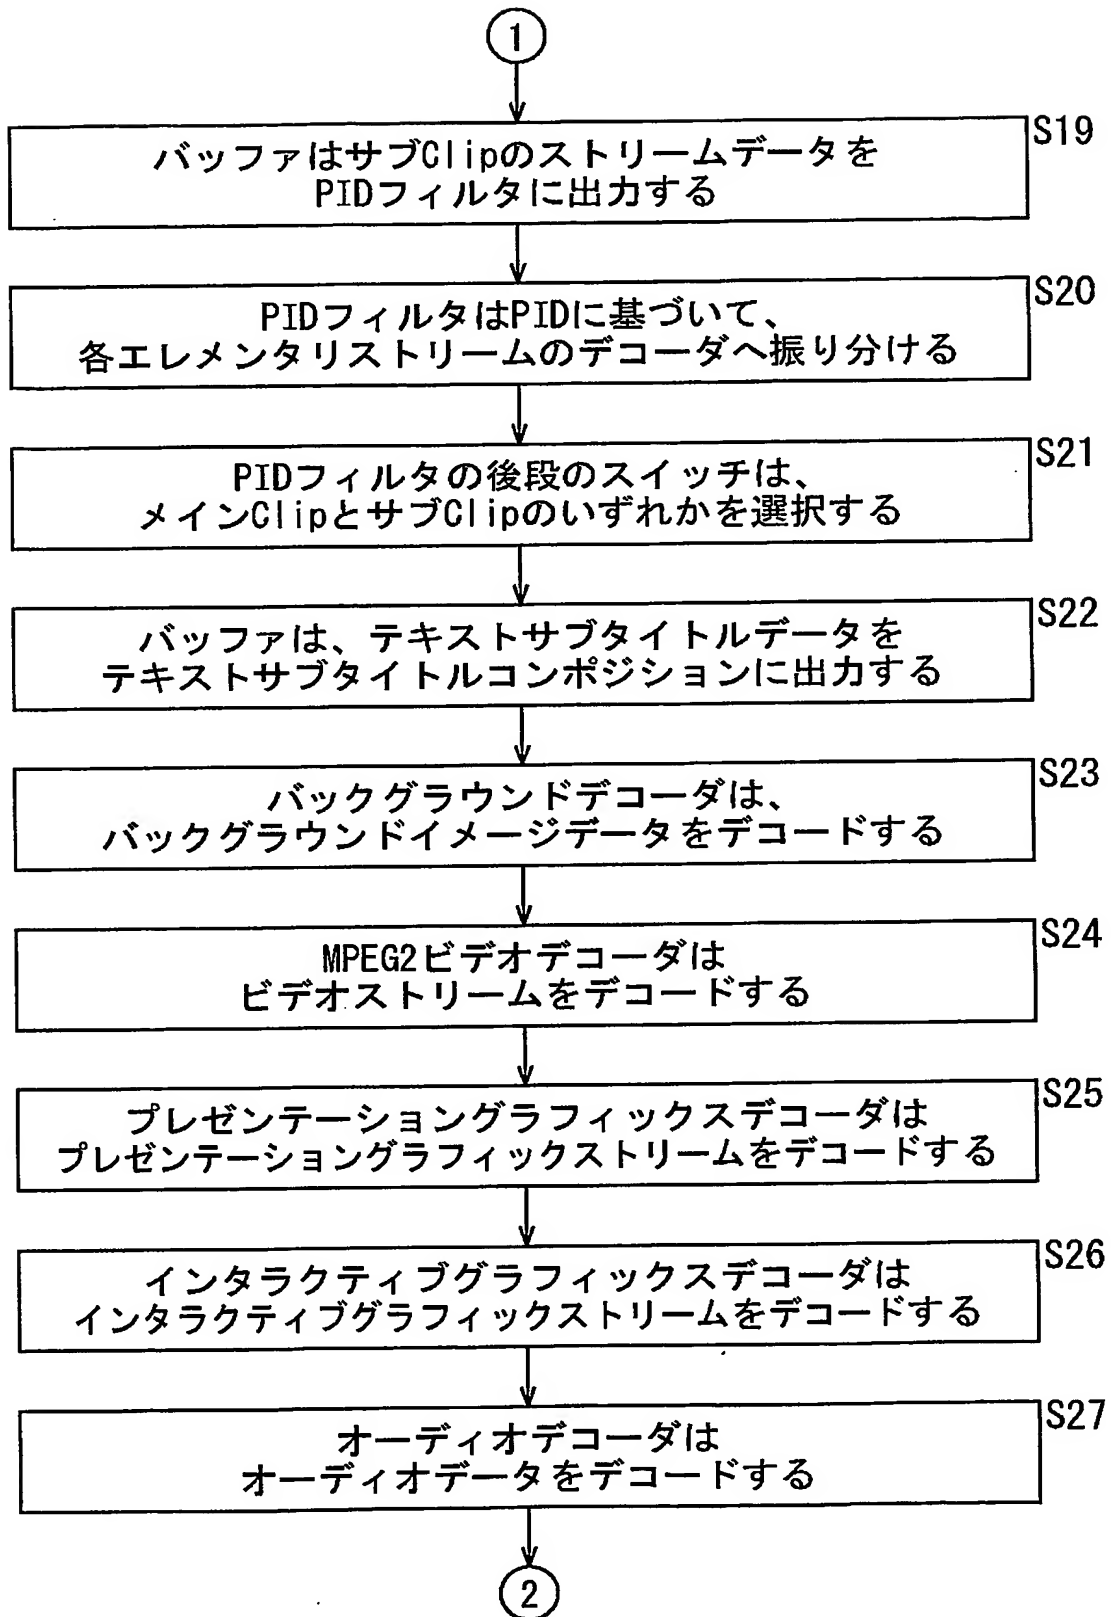 1
S19
バッファはサブClipのストリームデータを
PIDフィルタに出力する
S20
PIDフィルタはPIDに基づいて、
各エレメンタリストリームのデコーダへ振り分ける
S21
PIDフィルタの後段のスイッチは、
メインClipとサブClipのいずれかを選択する
S22
バッファは、テキストサブタイトルデータを
テキストサブタイトルコンポジションに出力する
S23
バックグラウンドデコーダは、
バックグラウンドイメージデータをデコードする
S24
MPEG2ビデオデコーダは
ビデオストリームをデコードする
S25
プレゼンテーショングラフィックスデコーダは
プレゼンテーショングラフィックストリームをデコードする
S26
インタラクティブグラフィックスデコーダは
インタラクティブグラフィックストリームをデコードする
S27
オーディオデコーダは
オーディオデータをデコードする
2